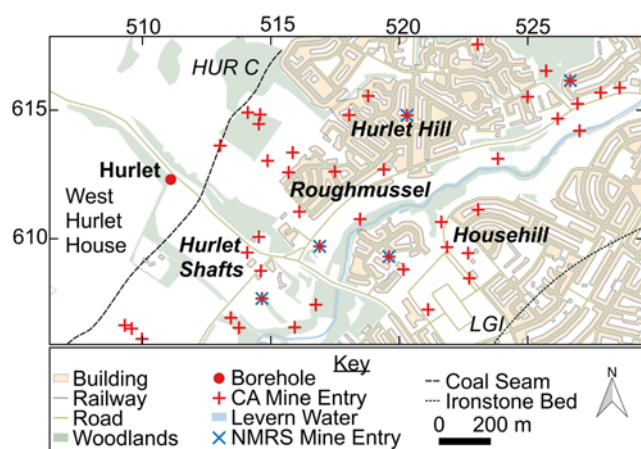 510 515 520 525
HUR C
615
Hurlet Hill
Hurlet
Roughmussel
West
Hurlet
House
610
Hurlet
Shafts
Househill
LGI
Key
Building
Railway
Road
Woodlands
Borehole
CA Mine Entry
Levern Water
NMRS Mine Entry
Coal Seam
Ironstone Bed
0 200 m
N